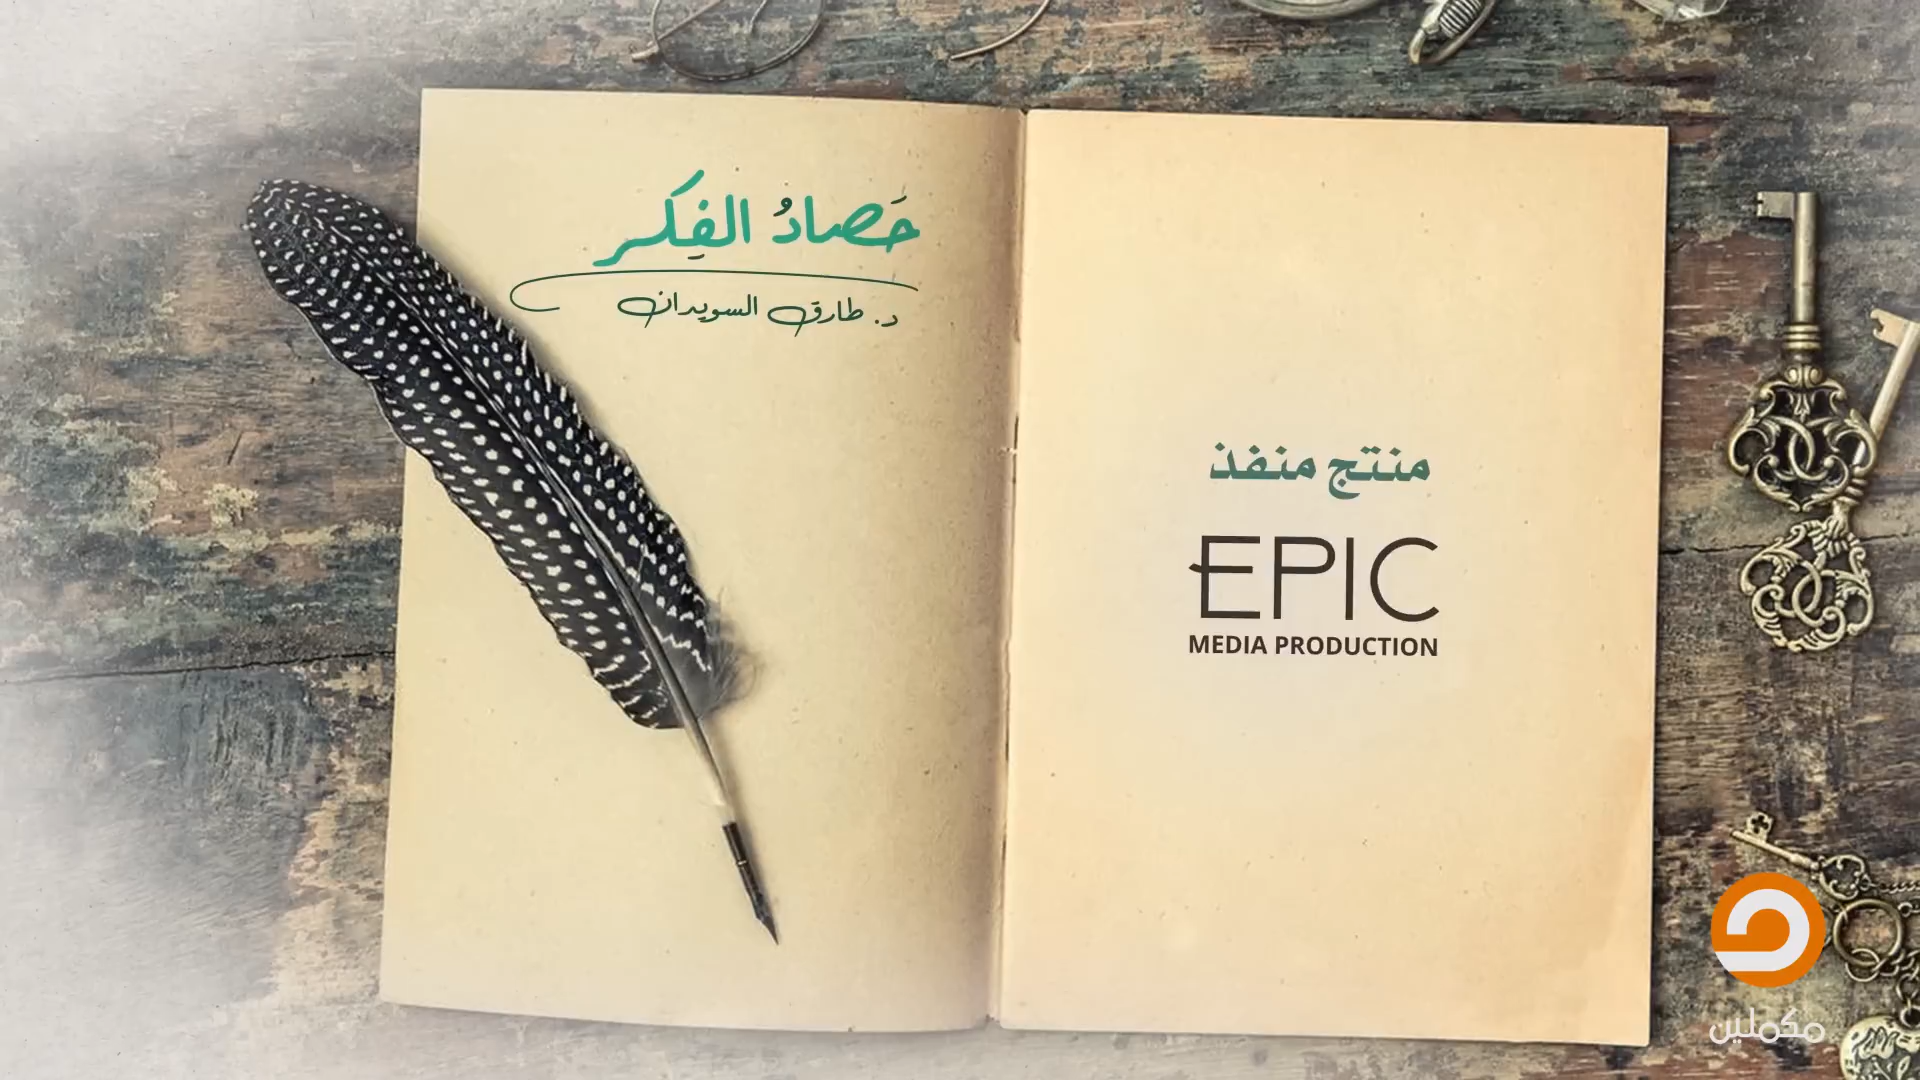 حَصادُ الفِكر
د. طارق السويدان
منتج منفذ
EPIC
MEDIA PRODUCTION
مكملين